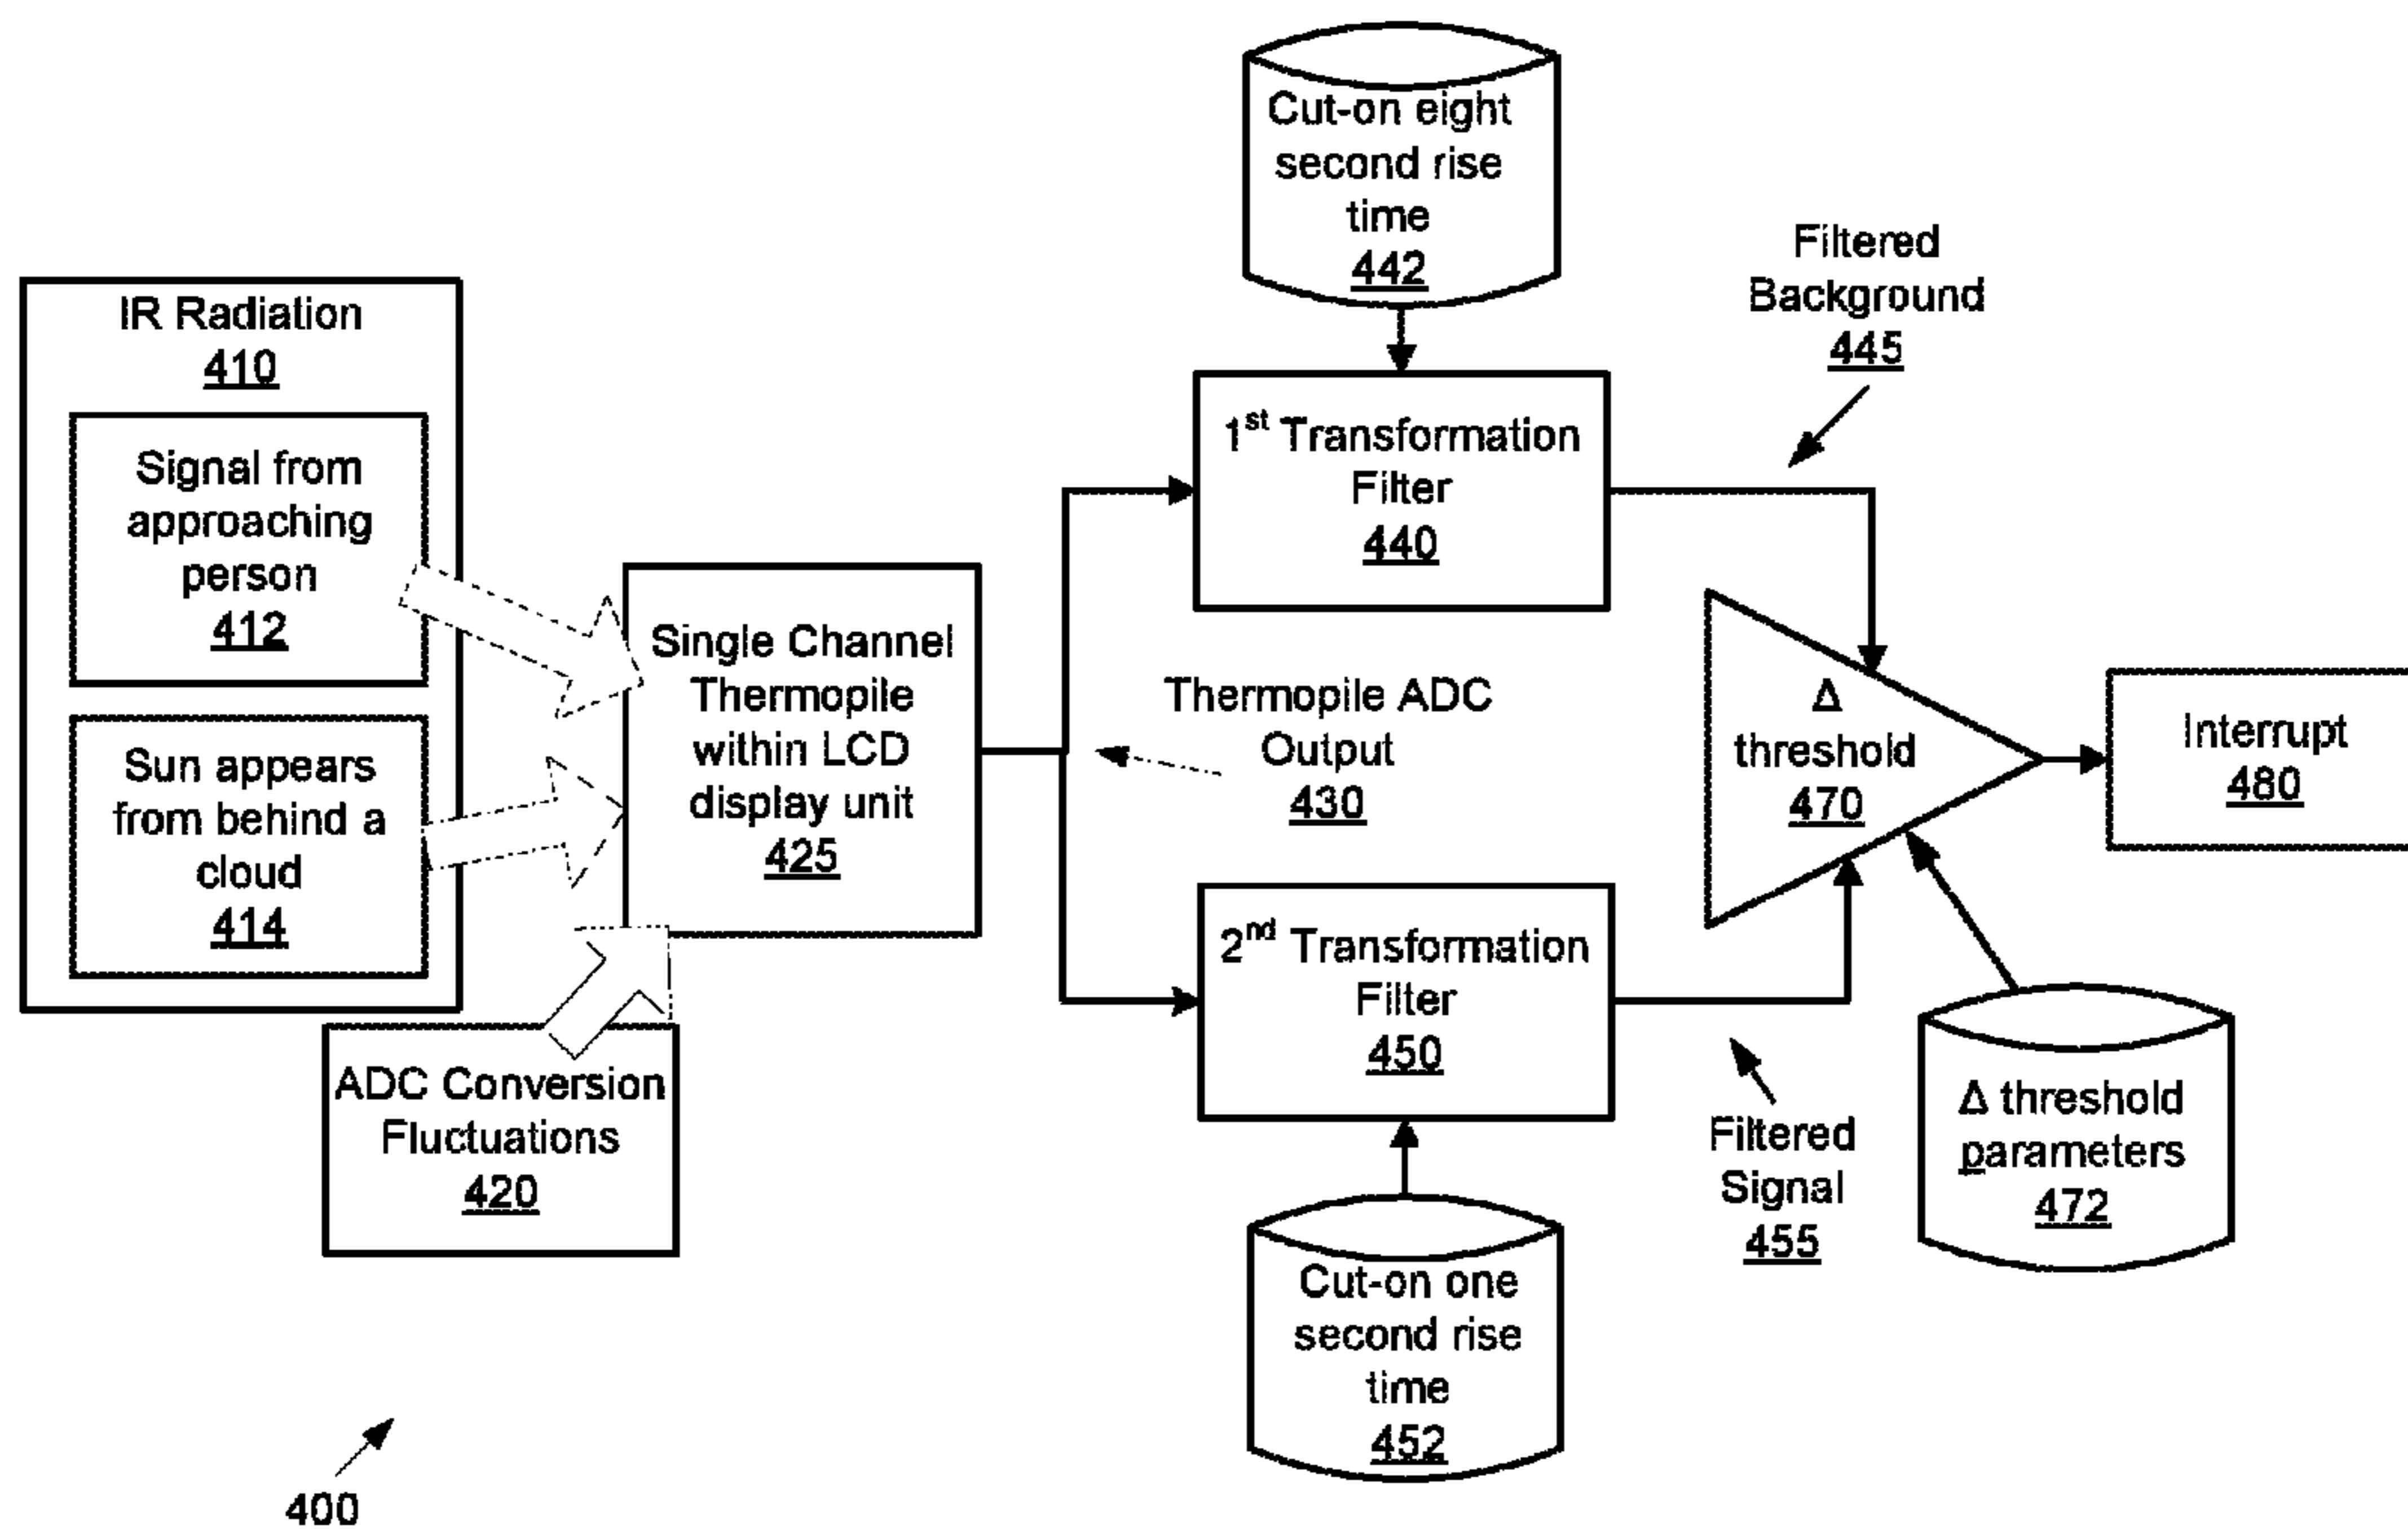 Cut-on eight
second rise
time
442
Filtered
Background
445
IR Radiation
410
Signal from
approaching
person
412
Sun appears
from behind a
cloud
414
ADC Conversion
Fluctuations
420
Single Channel
Thermopile
within LCD
display unit
425
1st Transformation
Filter
440
Thermopile ADC
Output
430
2nd Transformation
Filter
450
Cut-on one
second rise
time
452
Δ
threshold
470
Interrupt
480
Filtered
Signal
455
Δ threshold
parameters
472
400